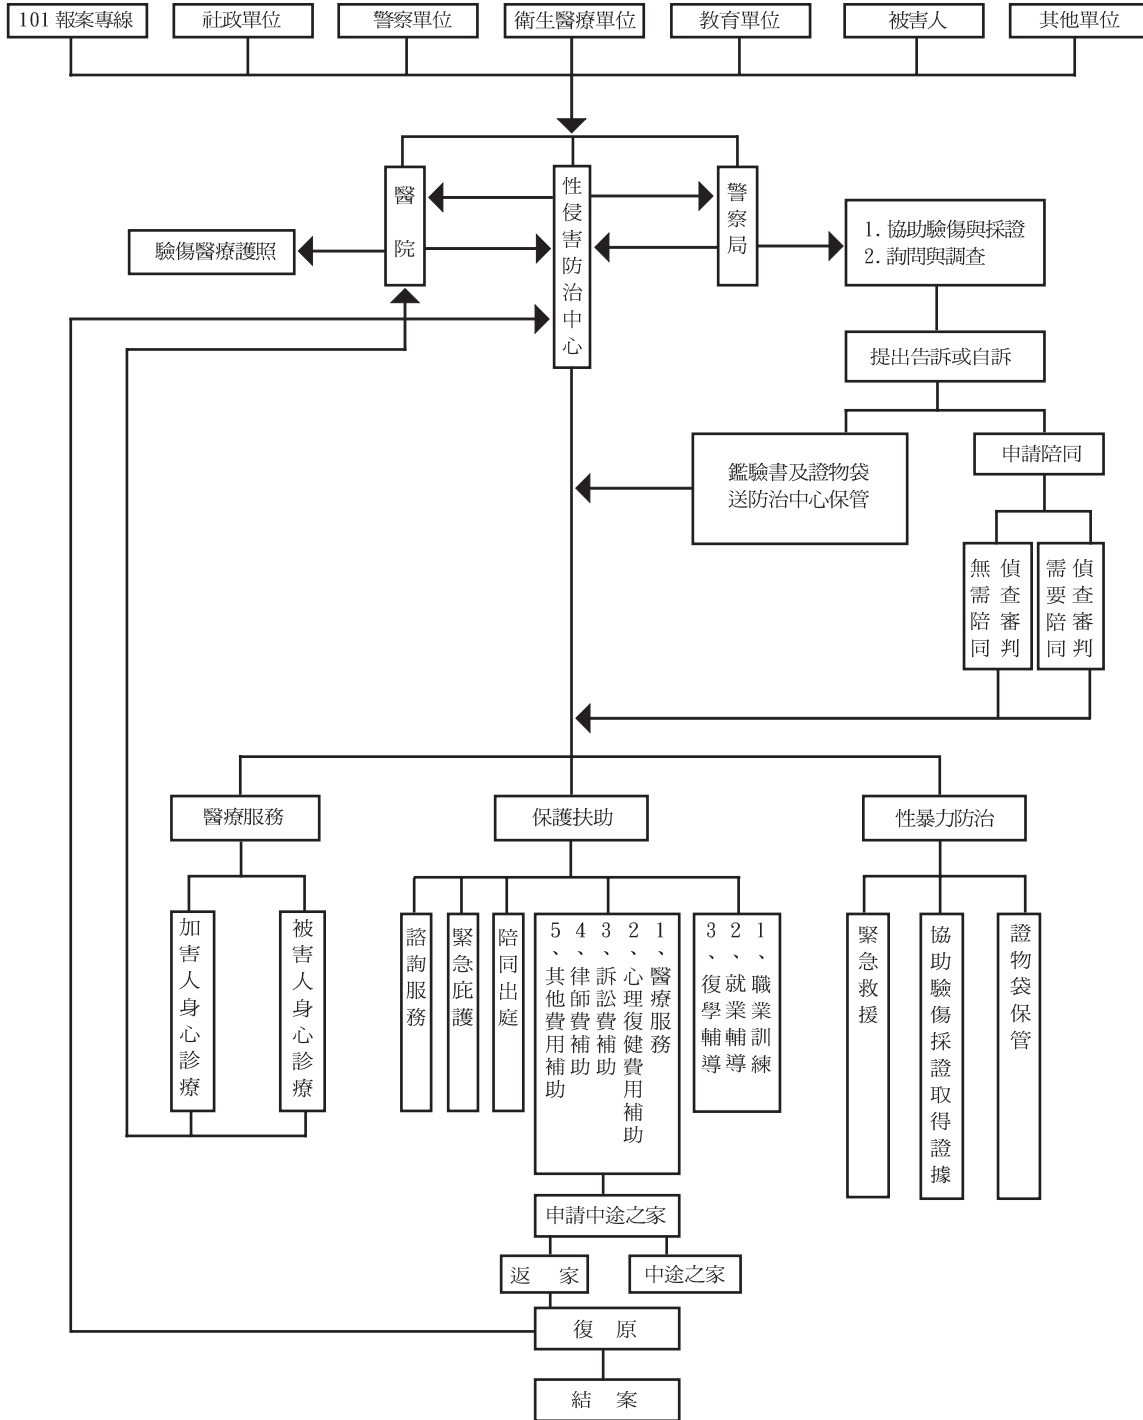 101 報案專線
社政單位
警察單位
衛生醫療單位
教育單位
被害人
其他單位
醫院
性侵害防治中心
警察局
驗傷醫療護照
1. 協助驗傷與採證
2. 詢問與調查
提出告訴或自訴
鑑驗書及證物袋
送防治中心保管
申請陪同
偵查審判
無需陪同
偵查審判
需要陪同
醫療服務
保護扶助
性暴力防治
加害人身心診療
被害人身心診療
諮詢服務
緊急庇護
陪同出庭
1、醫療服務
2、心理復健費用補助
3、訴訟費補助
4、律師費補助
5、其他費用補助
1、職業訓練
2、就業輔導
3、復學輔導
緊急救援
協助驗傷採證取得證據
證物袋保管
申請中途之家
返 家
中途之家
復 原
結 案